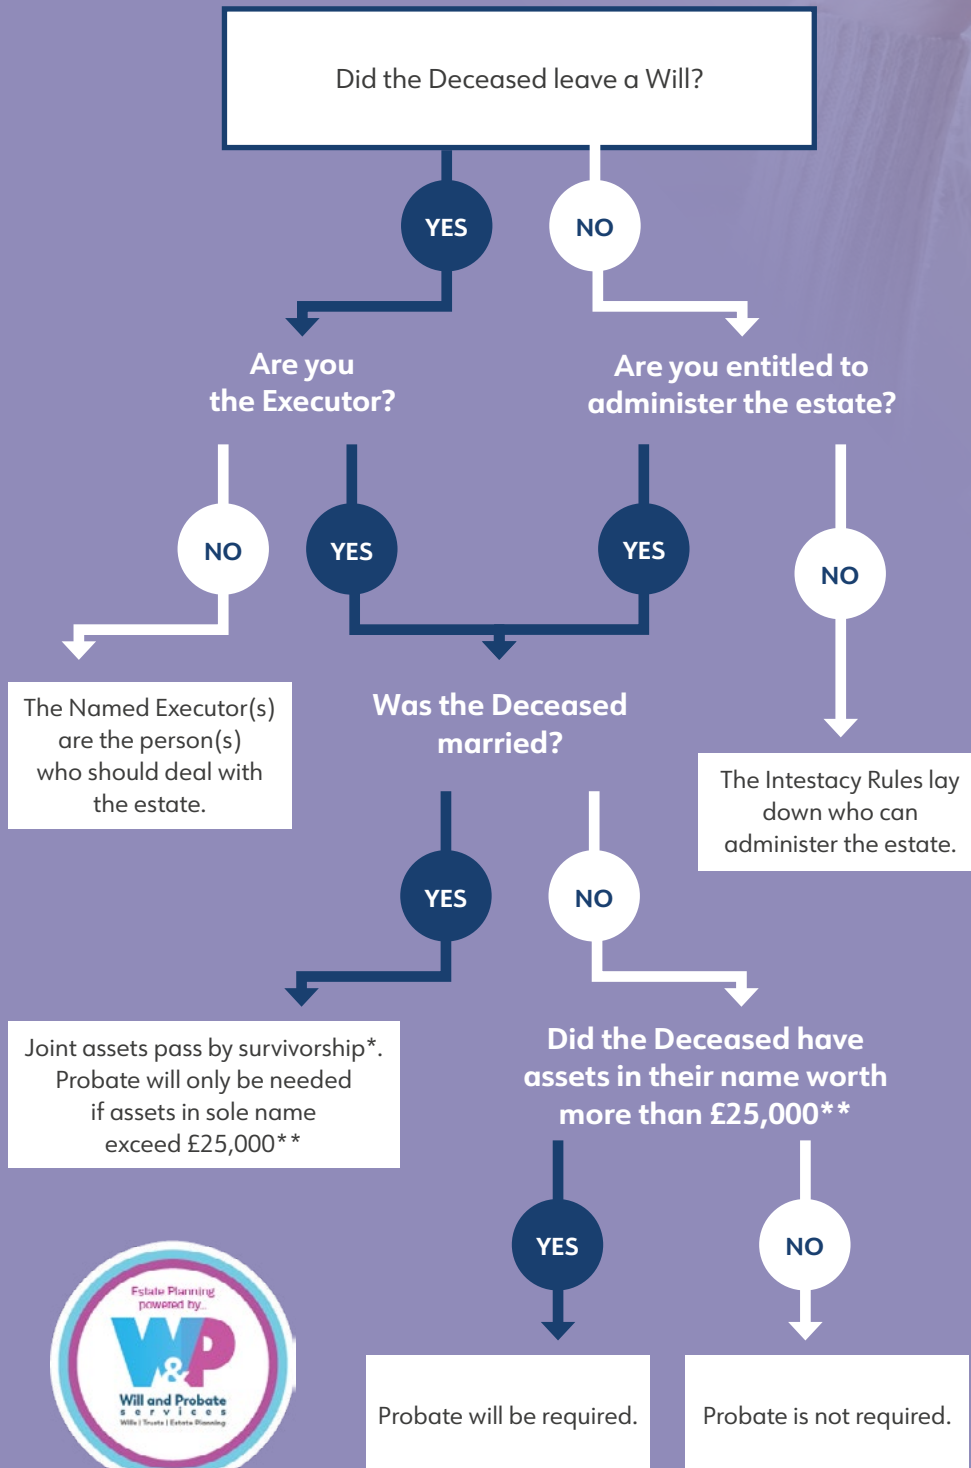 Did the Deceased leave a Will?
YES
NO
Are you
the Executor?
Are you entitled to
administer the estate?
NO
YES
YES
NO
The Named Executor(s)
are the person(s)
who should deal with
the estate.
Was the Deceased
married?
The Intestacy Rules lay
down who can
administer the estate.
YES
NO
Joint assets pass by survivorship*.
Probate will only be needed
if assets in sole name
exceed £25,000**
Did the Deceased have
assets in their name worth
more than £25,000**
YES
NO
Estate Planning
powered by...
W&P
Will and Probate
services
Wills | Trusts | Estate Planning
Probate will be required.
Probate is not required.